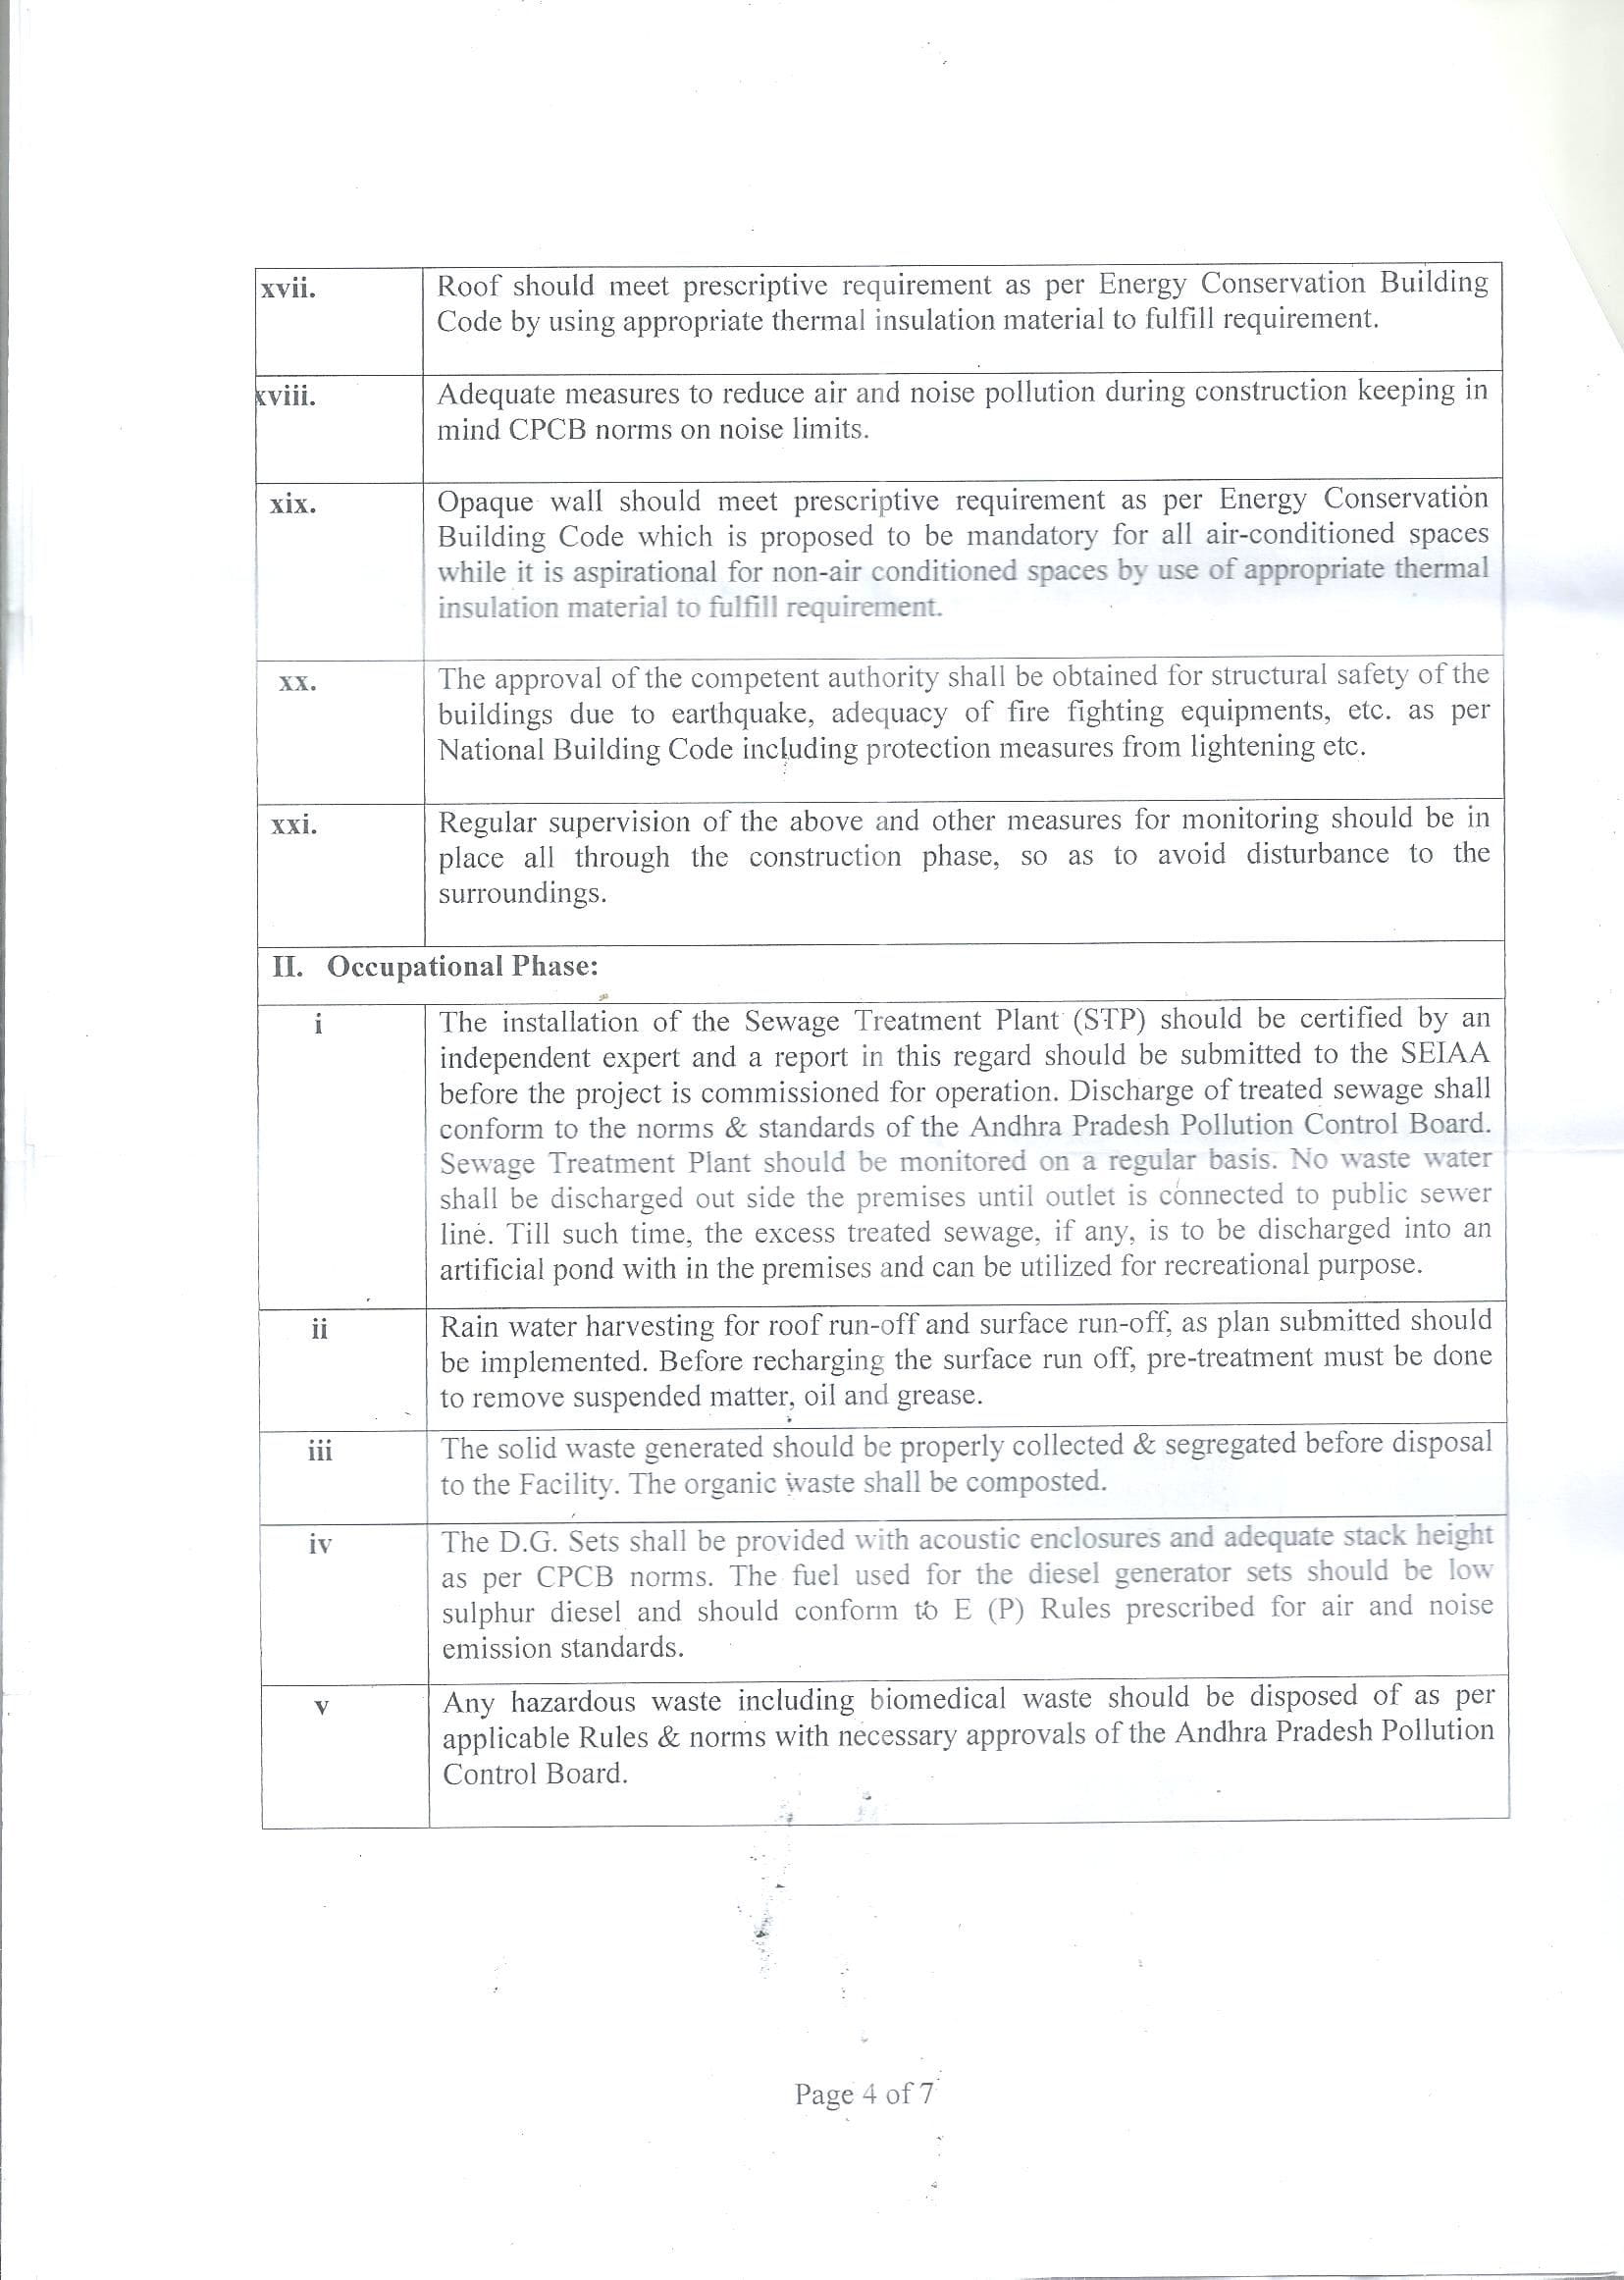 xvii. Roof should meet prescriptive requirement as per Energy Conservation Building
Code by using appropriate thermal insulation material to fulfill requirement.
xviii. Adequate measures to reduce air and noise pollution during construction keeping in
mind CPCB norms on noise limits.
xix. Opaque wall should meet prescriptive requirement as per Energy Conservation
Building Code which is proposed to be mandatory for all air-conditioned spaces
while it is aspirational for non-air conditioned spaces by use of appropriate thermal
insulation material to fulfill requirement.
xx. The approval of the competent authority shall be obtained for structural safety of the
buildings due to earthquake, adequacy of fire fighting equipments, etc. as per
National Building Code including protection measures from lightening etc.
xxi. Regular supervision of the above and other measures for monitoring should be in
place all through the construction phase, so as to avoid disturbance to the
surroundings.
II. Occupational Phase:
i The installation of the Sewage Treatment Plant (STP) should be certified by an
independent expert and a report in this regard should be submitted to the SEIAA
before the project is commissioned for operation. Discharge of treated sewage shall
conform to the norms & standards of the Andhra Pradesh Pollution Control Board.
Sewage Treatment Plant should be monitored on a regular basis. No waste water
shall be discharged out side the premises until outlet is connected to public sewer
line. Till such time, the excess treated sewage, if any, is to be discharged into an
artificial pond with in the premises and can be utilized for recreational purpose.
ii Rain water harvesting for roof run-off and surface run-off, as plan submitted should
be implemented. Before recharging the surface run off, pre-treatment must be done
to remove suspended matter, oil and grease.
iii The solid waste generated should be properly collected & segregated before disposal
to the Facility. The organic waste shall be composted.
iv The D.G. Sets shall be provided with acoustic enclosures and adequate stack height
as per CPCB norms. The fuel used for the diesel generator sets should be low
sulphur diesel and should conform to E (P) Rules prescribed for air and noise
emission standards.
v Any hazardous waste including biomedical waste should be disposed of as per
applicable Rules & norms with necessary approvals of the Andhra Pradesh Pollution
Control Board.
Page 4 of 7